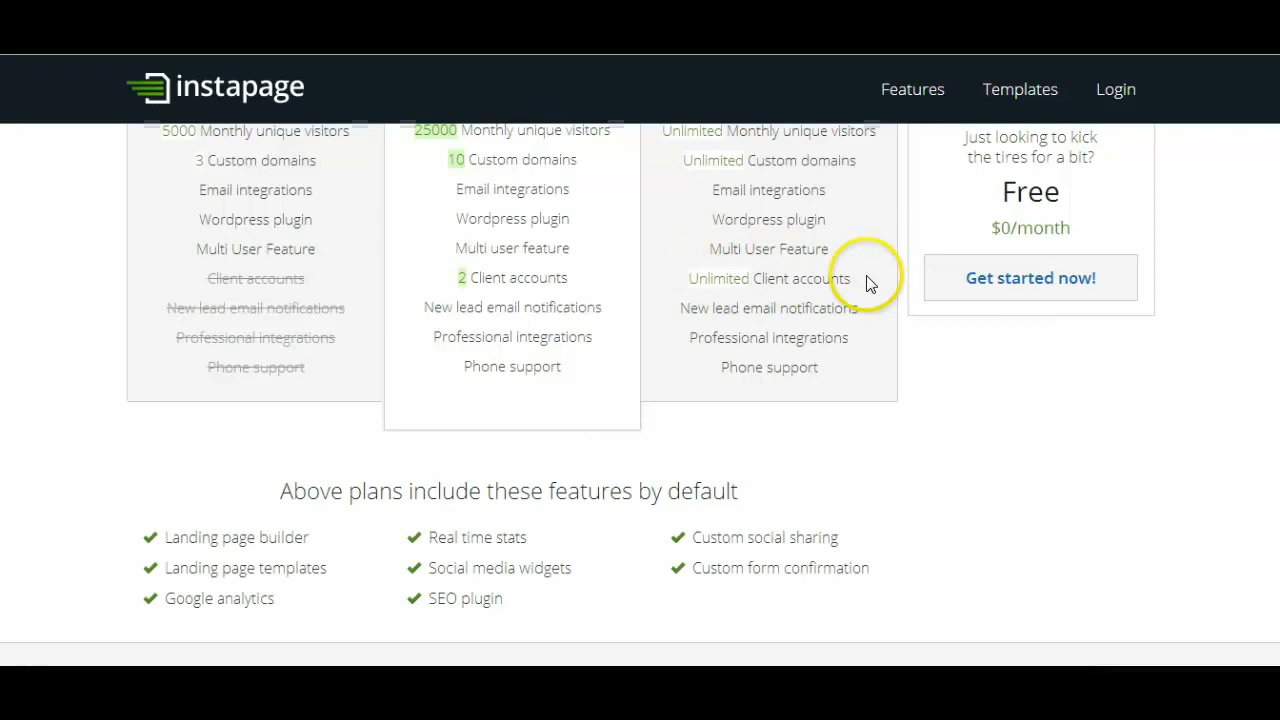 instapage
Features
Templates
Login
5000 Monthly unique visitors
3 Custom domains
Email integrations
Wordpress plugin
Multi User Feature
Client accounts
New lead email notifications
Professional integrations
Phone support
25000 Monthly unique visitors
10 Custom domains
Email integrations
Wordpress plugin
Multi user feature
2 Client accounts
New lead email notifications
Professional integrations
Phone support
Unlimited Monthly unique visitors
Unlimited Custom domains
Email integrations
Wordpress plugin
Multi User Feature
Unlimited Client accounts
New lead email notifications
Professional integrations
Phone support
Just looking to kick
the tires for a bit?
Free
$0/month
Get started now!
Above plans include these features by default
Landing page builder
Landing page templates
Google analytics
Real time stats
Social media widgets
SEO plugin
Custom social sharing
Custom form confirmation